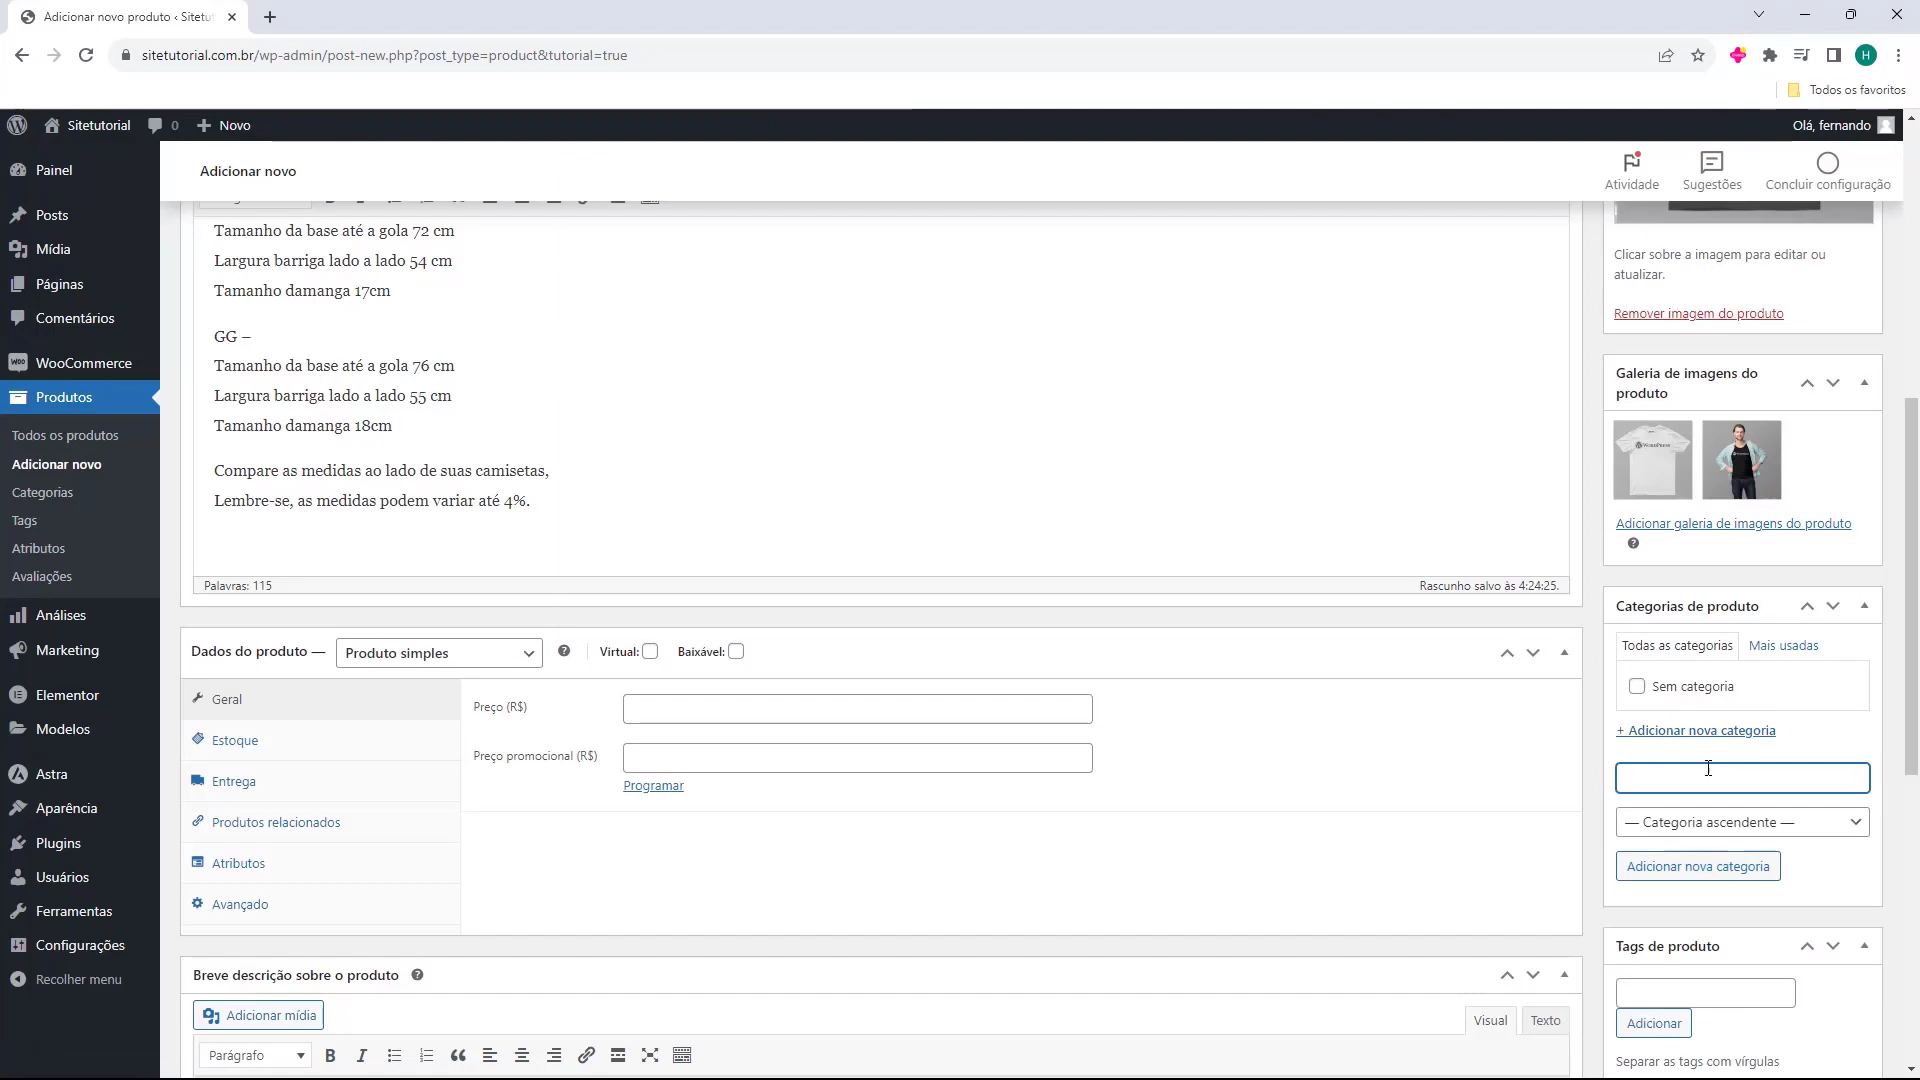 Adicionar novo produto ‹ Sitetu
sitetutorial.com.br/wp-admin/post-new.php?post_type=product&tutorial=true
H
Todos os favoritos
Sitetutorial
0
Novo
Olá, fernando
Painel
Posts
Mídia
Páginas
Comentários
WooCommerce
Produtos
Todos os produtos
Adicionar novo
Categorias
Tags
Atributos
Avaliações
Análises
Marketing
Elementor
Modelos
Astra
Aparência
Plugins
Usuários
Ferramentas
Configurações
Recolher menu
Adicionar novo
Atividade
Sugestões
Concluir configuração
Tamanho da base até a gola 72 cm
Largura barriga lado a lado 54 cm
Tamanho damanga 17cm
GG –
Tamanho da base até a gola 76 cm
Largura barriga lado a lado 55 cm
Tamanho damanga 18cm
Compare as medidas ao lado de suas camisetas,
Lembre-se, as medidas podem variar até 4%.
Palavras: 115
Rascunho salvo às 4:24:25.
Dados do produto —
Produto simples
Virtual:
Baixável:
Geral
Estoque
Entrega
Produtos relacionados
Atributos
Avançado
Preço (R$)
Preço promocional (R$)
Programar
Breve descrição sobre o produto
Adicionar mídia
Visual
Texto
Parágrafo
Clicar sobre a imagem para editar ou
atualizar.
Remover imagem do produto
Galeria de imagens do
produto
WORDPRESS
Adicionar galeria de imagens do produto
Categorias de produto
Todas as categorias
Mais usadas
Sem categoria
+ Adicionar nova categoria
— Categoria ascendente —
Adicionar nova categoria
Tags de produto
Adicionar
Separar as tags com vírgulas